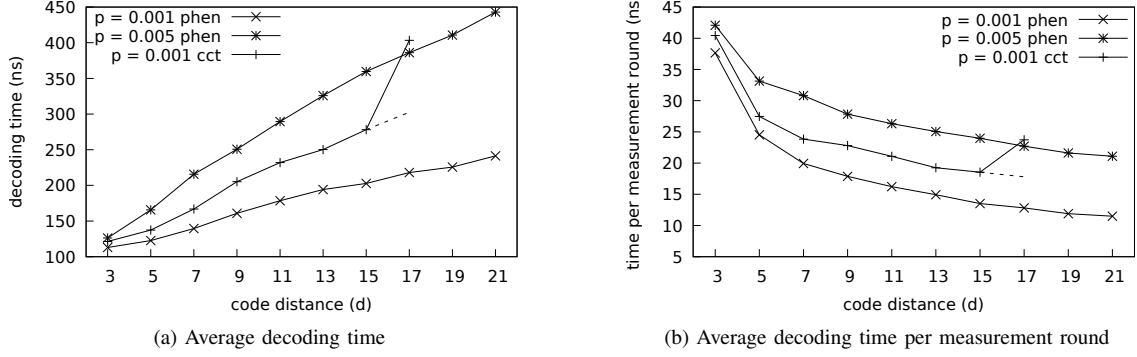 p = 0.001 phen
p = 0.005 phen
p = 0.001 cct
450
400
350
300
250
200
150
100
decoding time (ns)
3 5 7 9 11 13 15 17 19 21
code distance (d)
(a) Average decoding time
p = 0.001 phen
p = 0.005 phen
p = 0.001 cct
45
40
35
30
25
20
15
10
5
time per measurement round (ns)
3 5 7 9 11 13 15 17 19 21
code distance (d)
(b) Average decoding time per measurement round